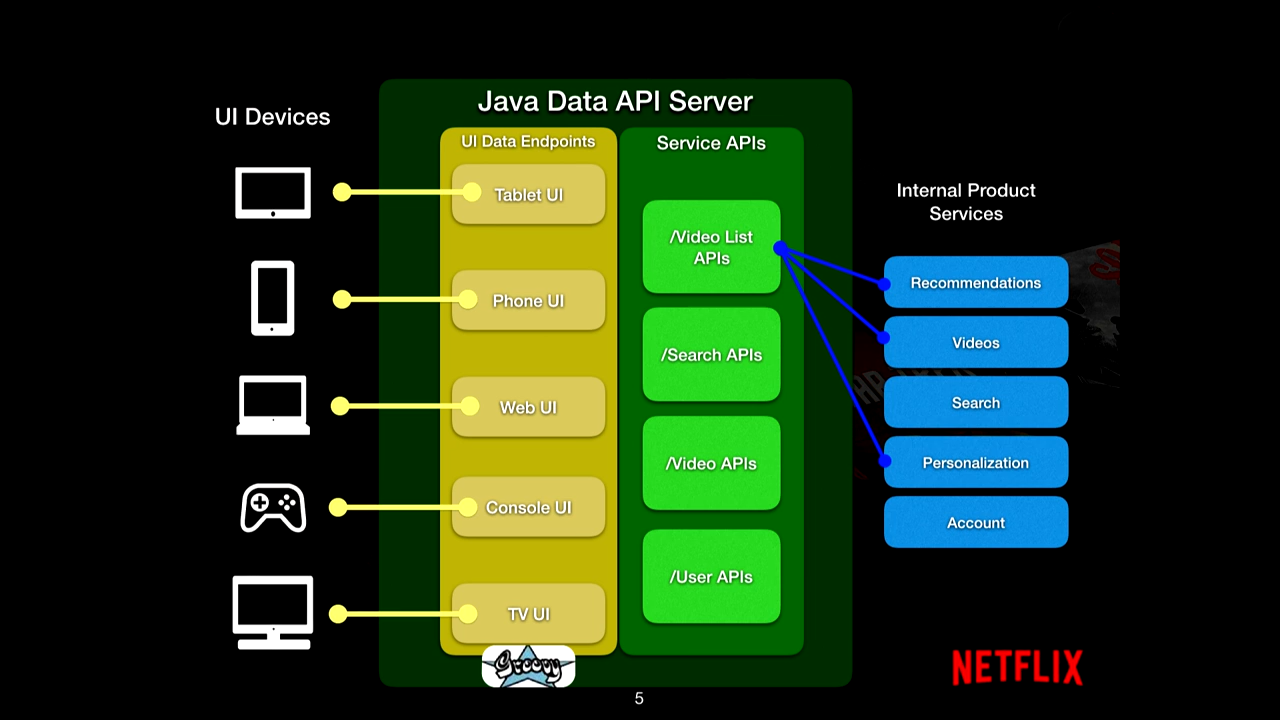 Java Data API Server
UI Devices
UI Data Endpoints
Service APIs
Tablet UI
Phone UI
Web UI
Console UI
TV UI
Groovy
/Video List
APIs
/Search APIs
/Video APIs
/User APIs
Internal Product
Services
Recommendations
Videos
Search
Personalization
Account
NETFLIX
5